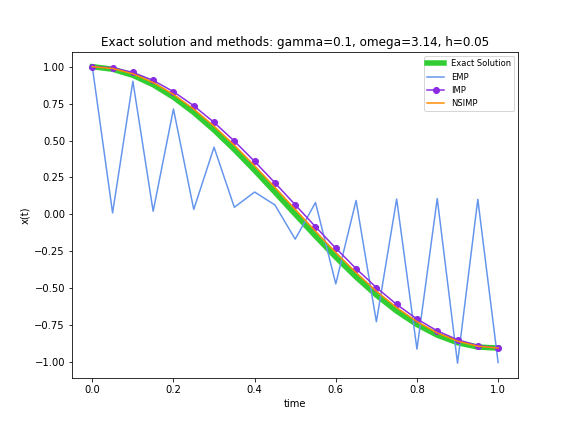 Exact solution and methods: gamma=0.1, omega=3.14, h=0.05
Exact Solution
EMP
IMP
NSIMP
1.00
0.75
0.50
0.25
0.00
−0.25
−0.50
−0.75
−1.00
x(t)
0.0 0.2 0.4 0.6 0.8 1.0
time